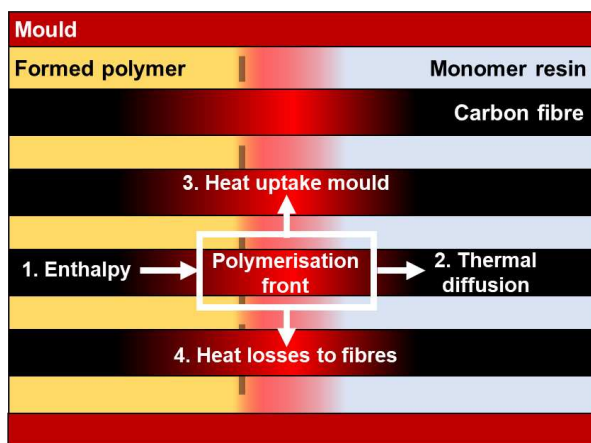 Mould
Formed polymer
Monomer resin
Carbon fibre
3. Heat uptake mould
1. Enthalpy
Polymerisation
front
2. Thermal
diffusion
4. Heat losses to fibres